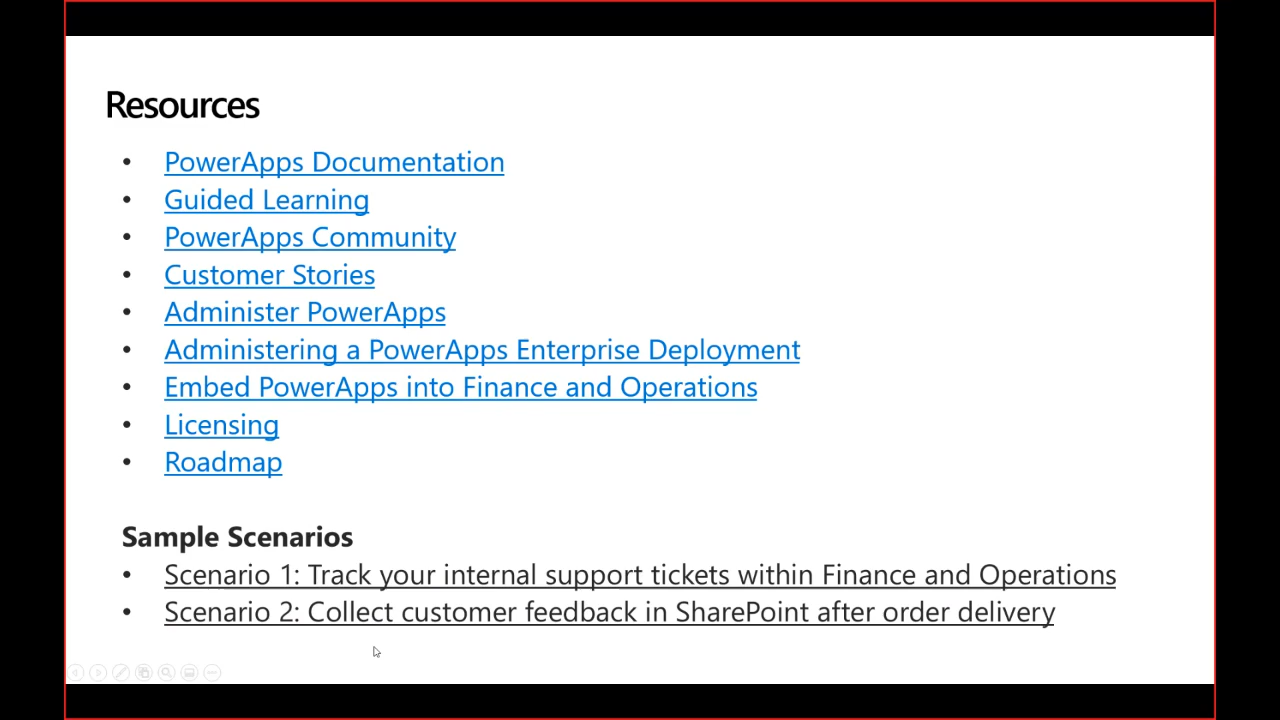 Resources
• PowerApps Documentation
• Guided Learning
• PowerApps Community
• Customer Stories
• Administer PowerApps
• Administering a PowerApps Enterprise Deployment
• Embed PowerApps into Finance and Operations
• Licensing
• Roadmap
Sample Scenarios
• Scenario 1: Track your internal support tickets within Finance and Operations
• Scenario 2: Collect customer feedback in SharePoint after order delivery